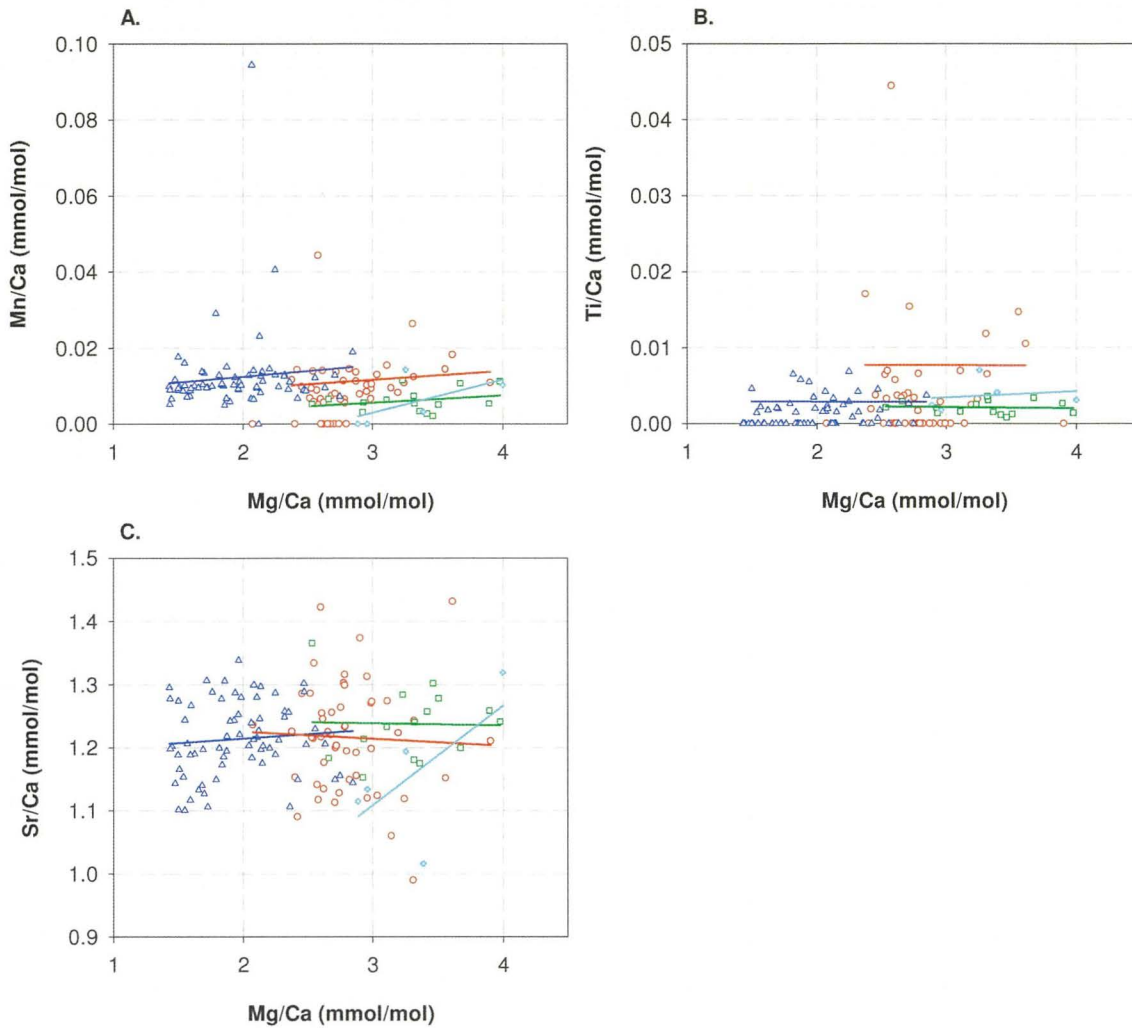 A.
0.10
0.08
0.06
0.04
0.02
0.00
Mn/Ca (mmol/mol)
1 2 3 4
Mg/Ca (mmol/mol)
B.
0.05
0.04
0.03
0.02
0.01
0.00
Ti/Ca (mmol/mol)
1 2 3 4
Mg/Ca (mmol/mol)
C.
1.5
1.4
1.3
1.2
1.1
1.0
0.9
Sr/Ca (mmol/mol)
1 2 3 4
Mg/Ca (mmol/mol)